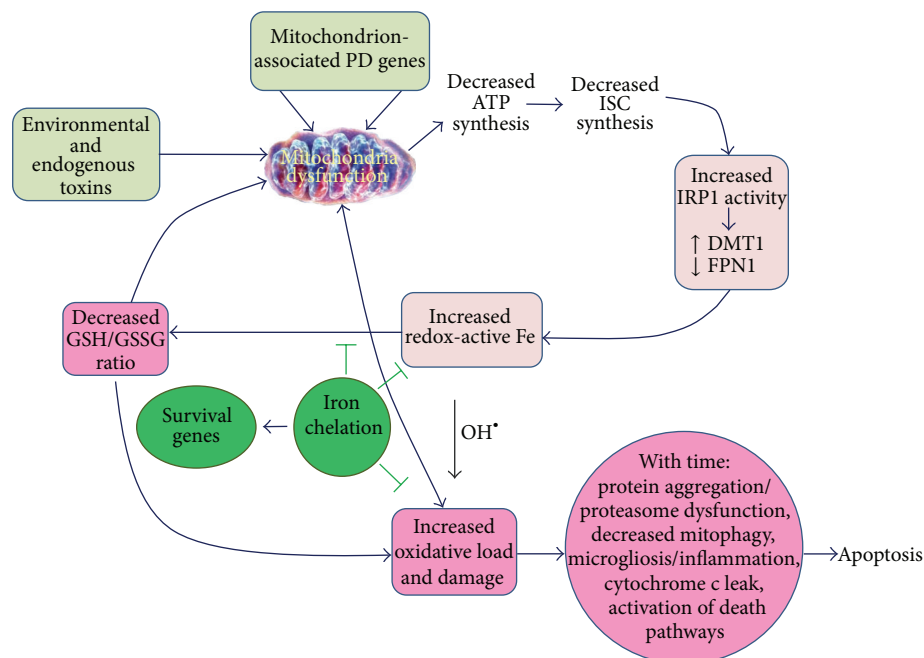 Mitochondrion-
associated PD genes
Decreased
ATP
synthesis
Decreased
ISC
synthesis
Environmental
and
endogenous
toxins
Mitochondria
dysfunction
Increased
IRP1 activity
↑ DMT1
↓ FPN1
Decreased
GSH/GSSG
ratio
Increased
redox-active Fe
Survival
genes
Iron
chelation
OH•
Increased
oxidative load
and damage
With time:
protein aggregation/
proteasome dysfunction,
decreased mitophagy,
microgliosis/inflammation,
cytochrome c leak,
activation of death
pathways
Apoptosis